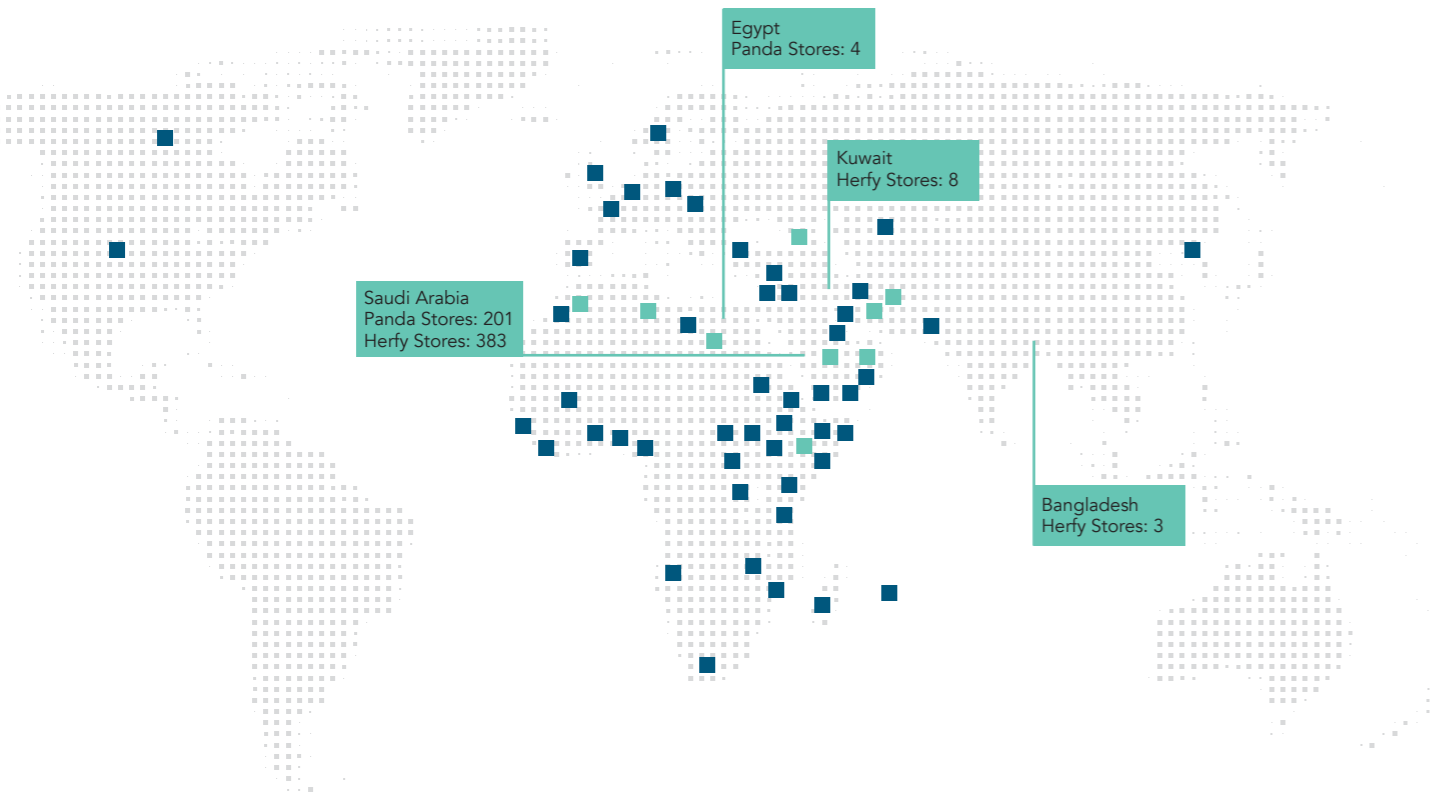 Egypt
Panda Stores: 4
Kuwait
Herfy Stores: 8
Saudi Arabia
Panda Stores: 201
Herfy Stores: 383
Bangladesh
Herfy Stores: 3